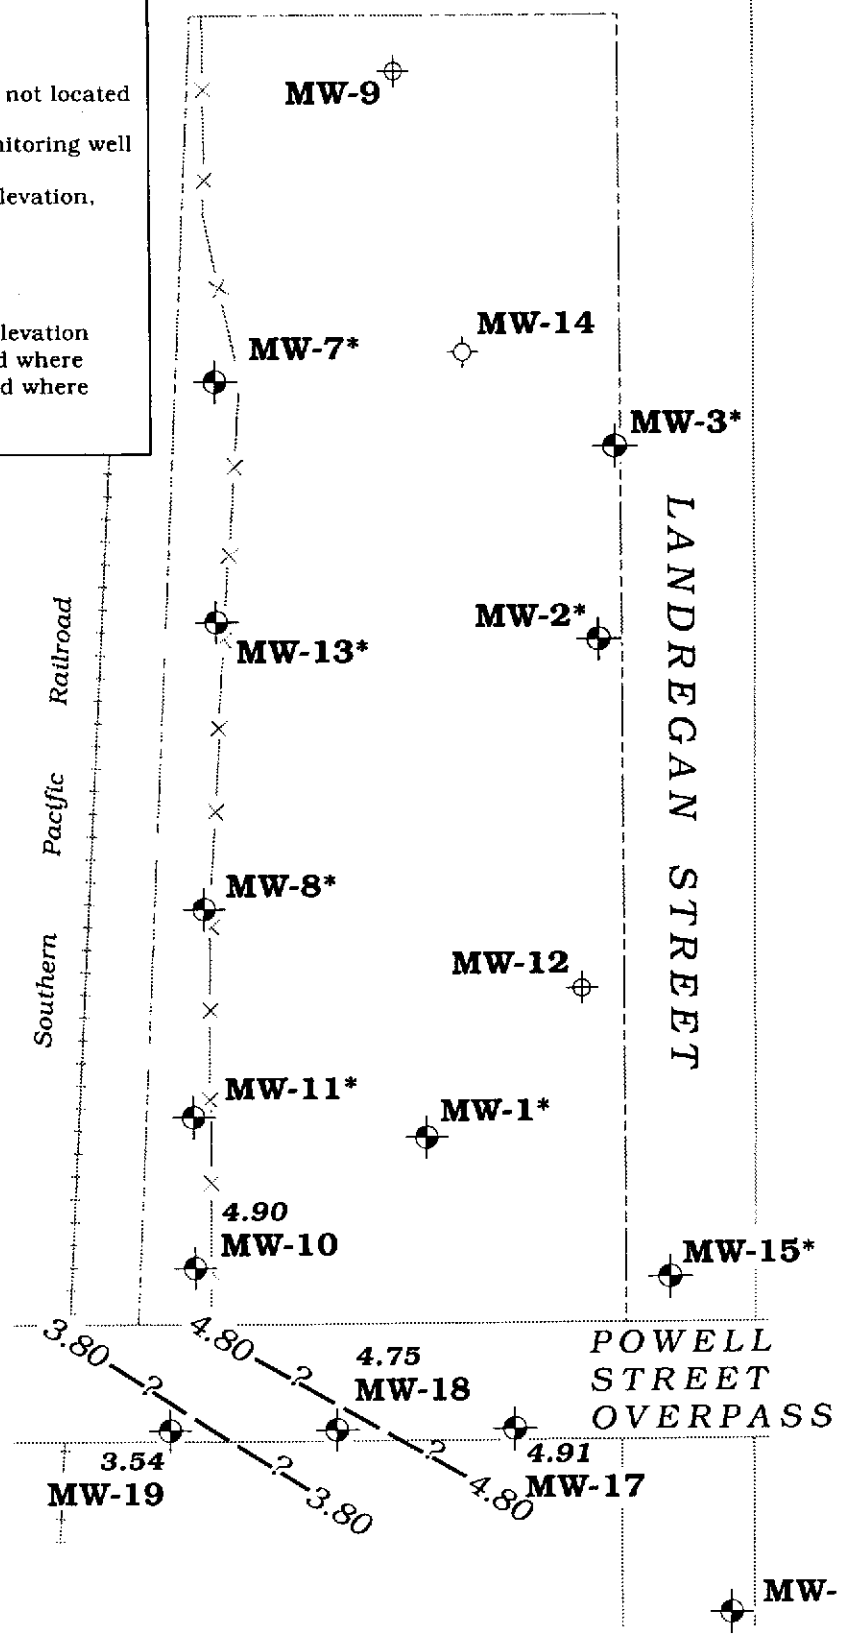 not located
nitoring well
levation,
levation
d where
d where
MW-9
MW-14
MW-7*
MW-3*
LANDREGAN STREET
MW-2*
MW-13*
Southern Pacific Railroad
MW-8*
MW-12
MW-11*
MW-1*
4.90
MW-10
MW-15*
3.80
4.80
POWELL
STREET
OVERPASS
?
?
4.75
MW-18
3.54
MW-19
?
?
4.91
MW-17
3.80
4.80
MW-